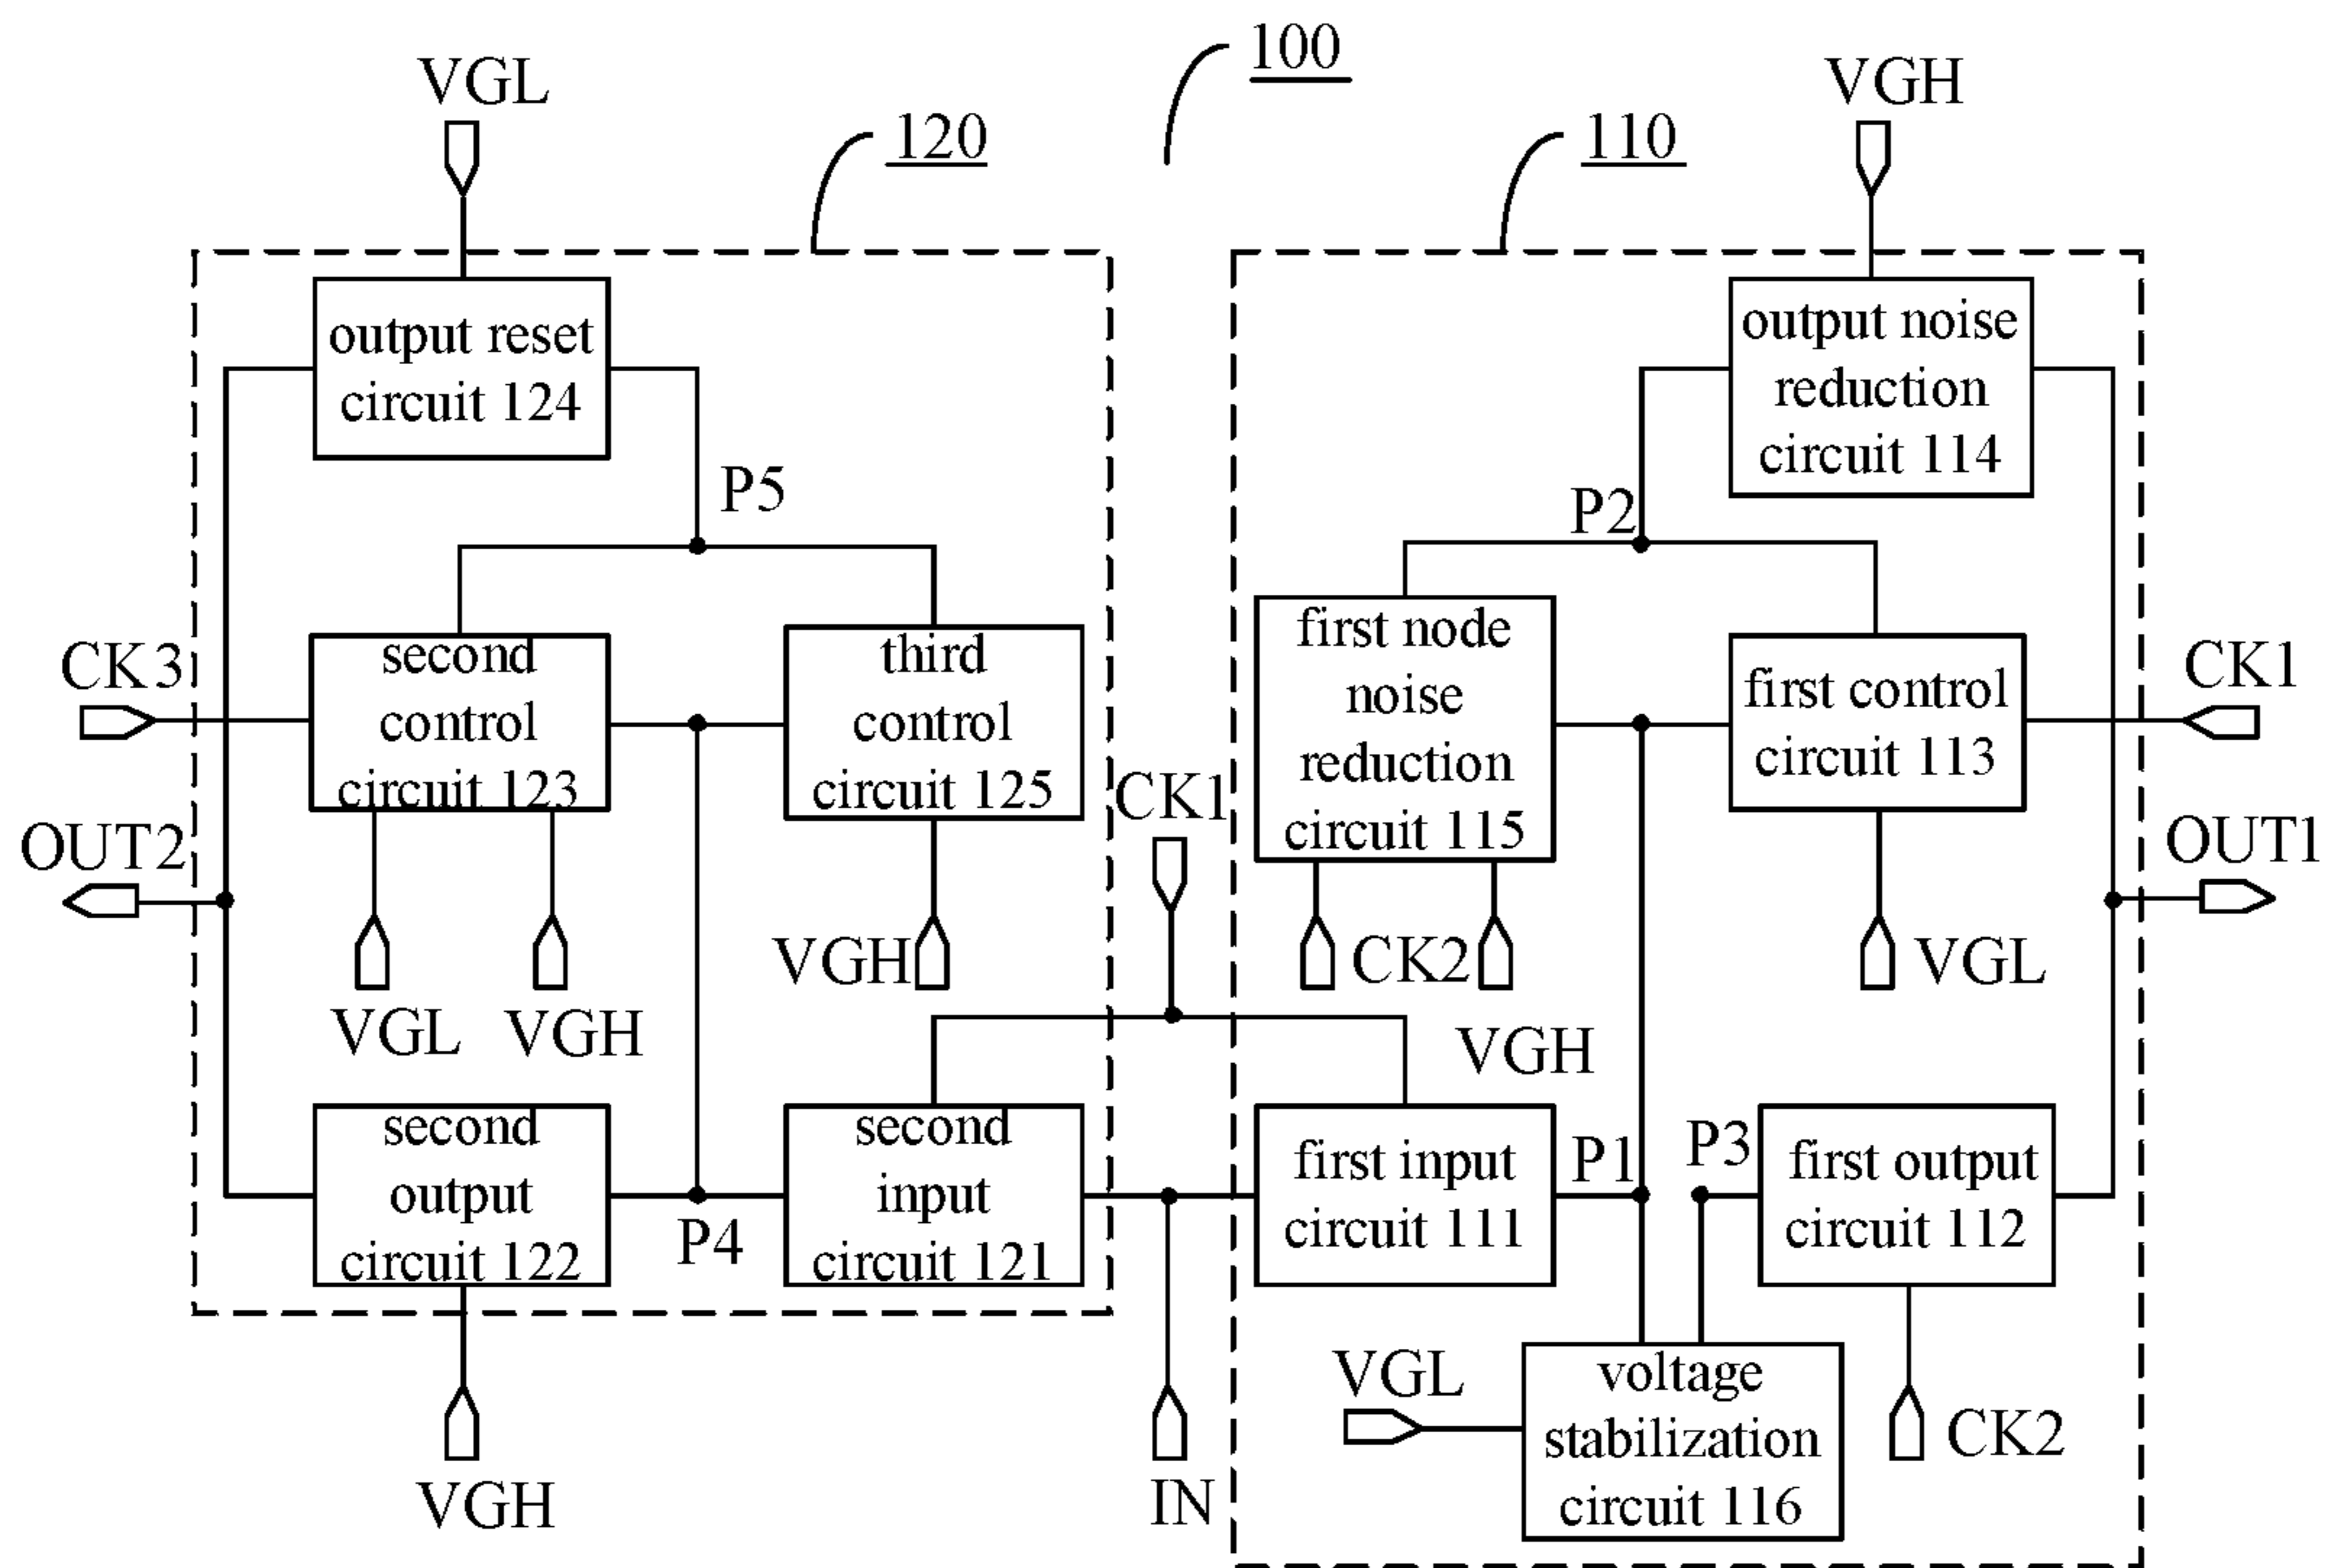 100
VGL
VGH
120
110
output reset
circuit 124
output noise
reduction
circuit 114
P5
P2
CK3
second
control
circuit 123
third
control
circuit 125
first node
noise
reduction
circuit 115
first control
circuit 113
CK1
CK1
OUT2
OUT1
VGL
VGH
VGH
CK2
VGL
VGH
second
output
circuit 122
P4
second
input
circuit 121
first input
circuit 111
P1
P3
first output
circuit 112
VGL
voltage
stabilization
circuit 116
CK2
VGH
IN